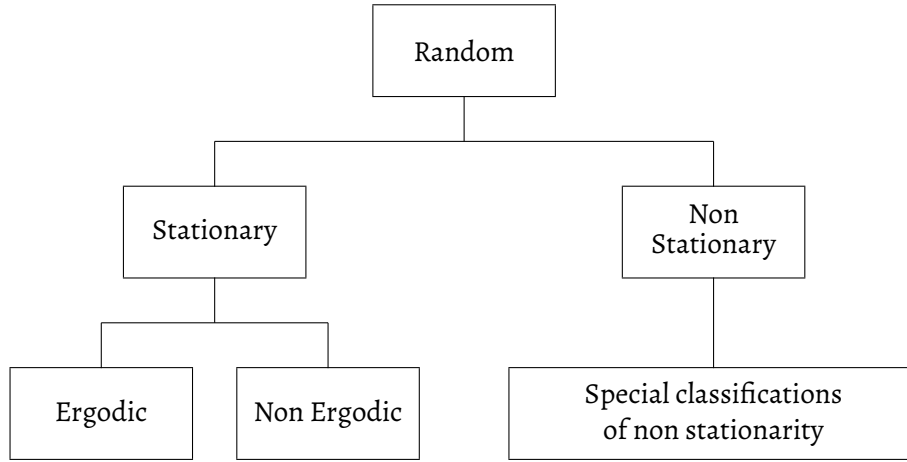 Random
Stationary
Non
Stationary
Ergodic
Non Ergodic
Special classifications
of non stationarity